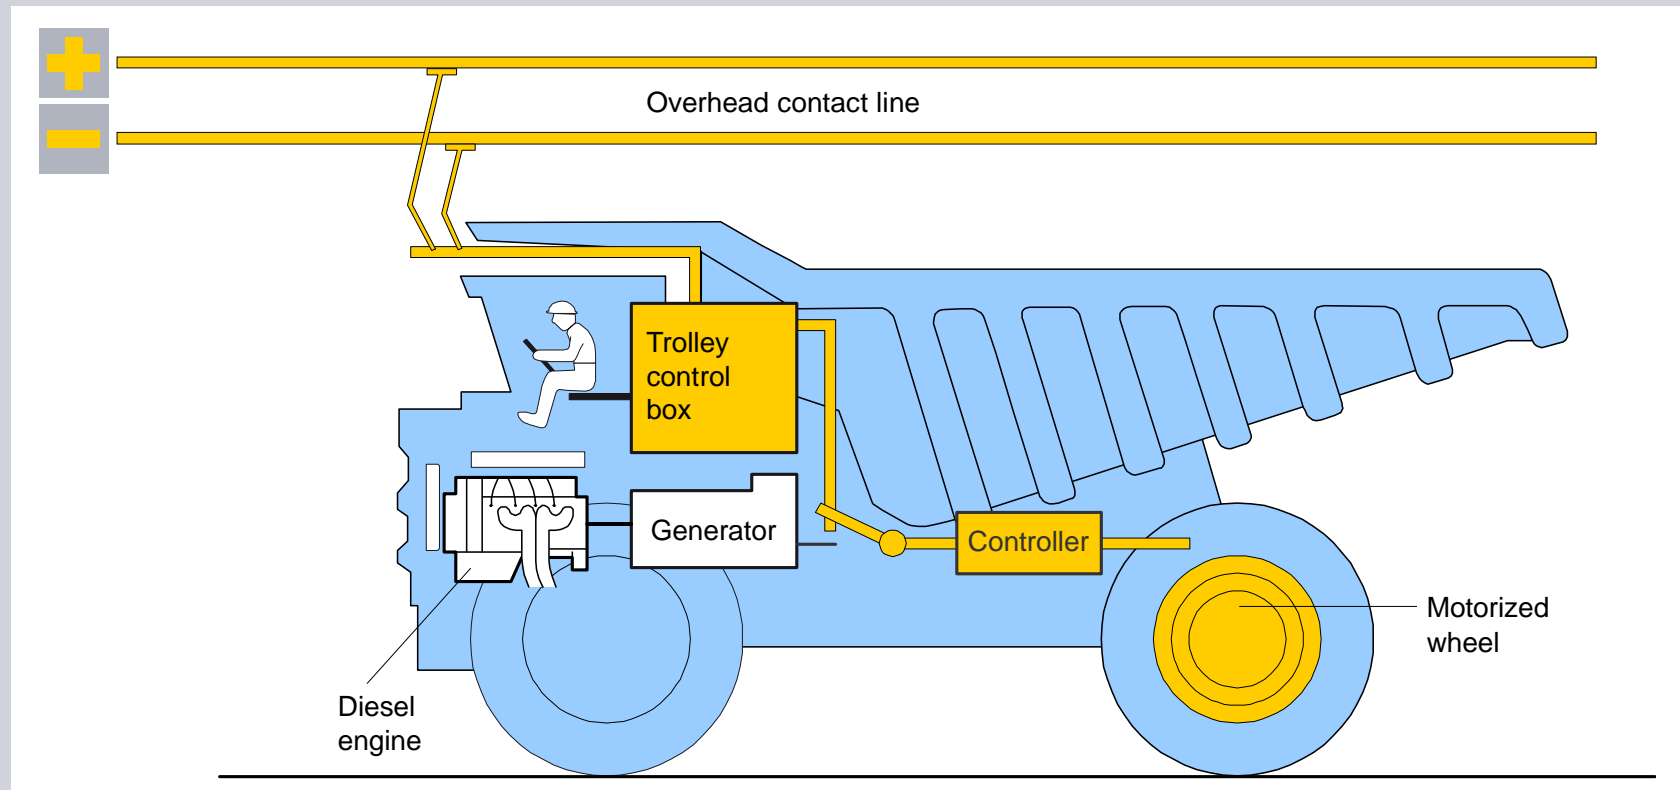 Overhead contact line
Trolley
control
box
Generator
Controller
Motorized
wheel
Diesel
engine